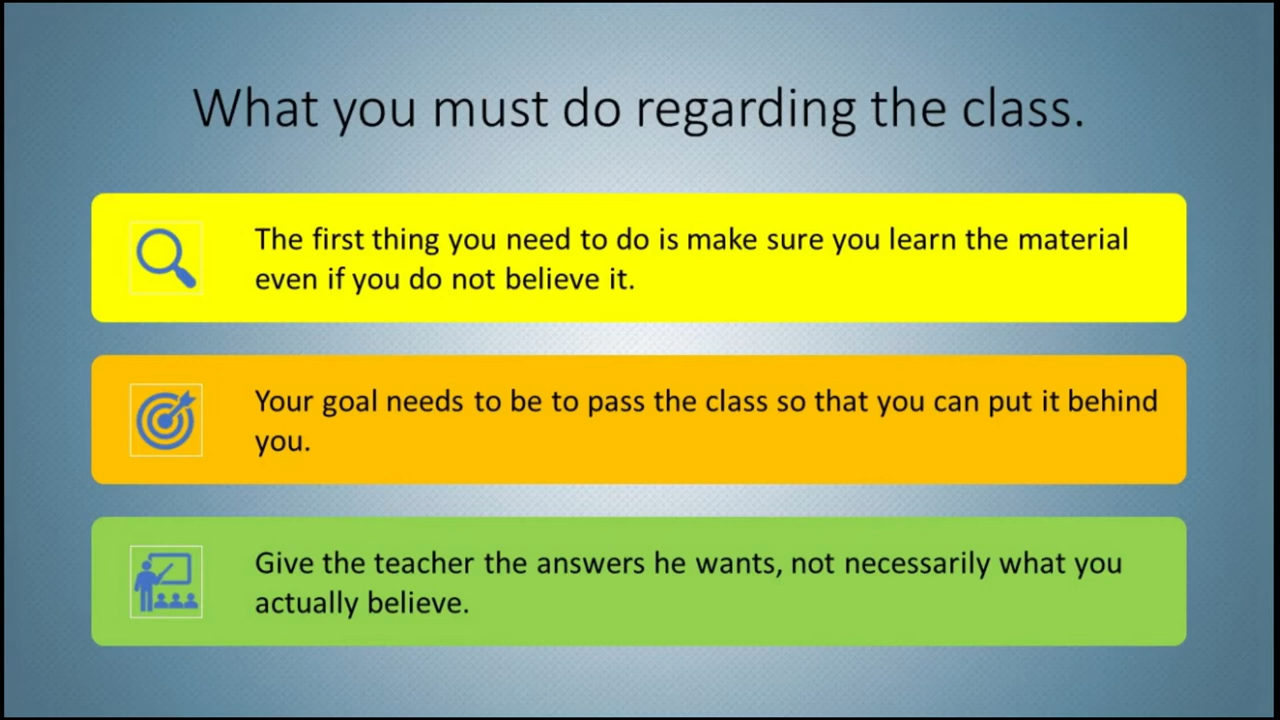 What you must do regarding the class.
The first thing you need to do is make sure you learn the material
even if you do not believe it.
Your goal needs to be to pass the class so that you can put it behind
you.
Give the teacher the answers he wants, not necessarily what you
actually believe.